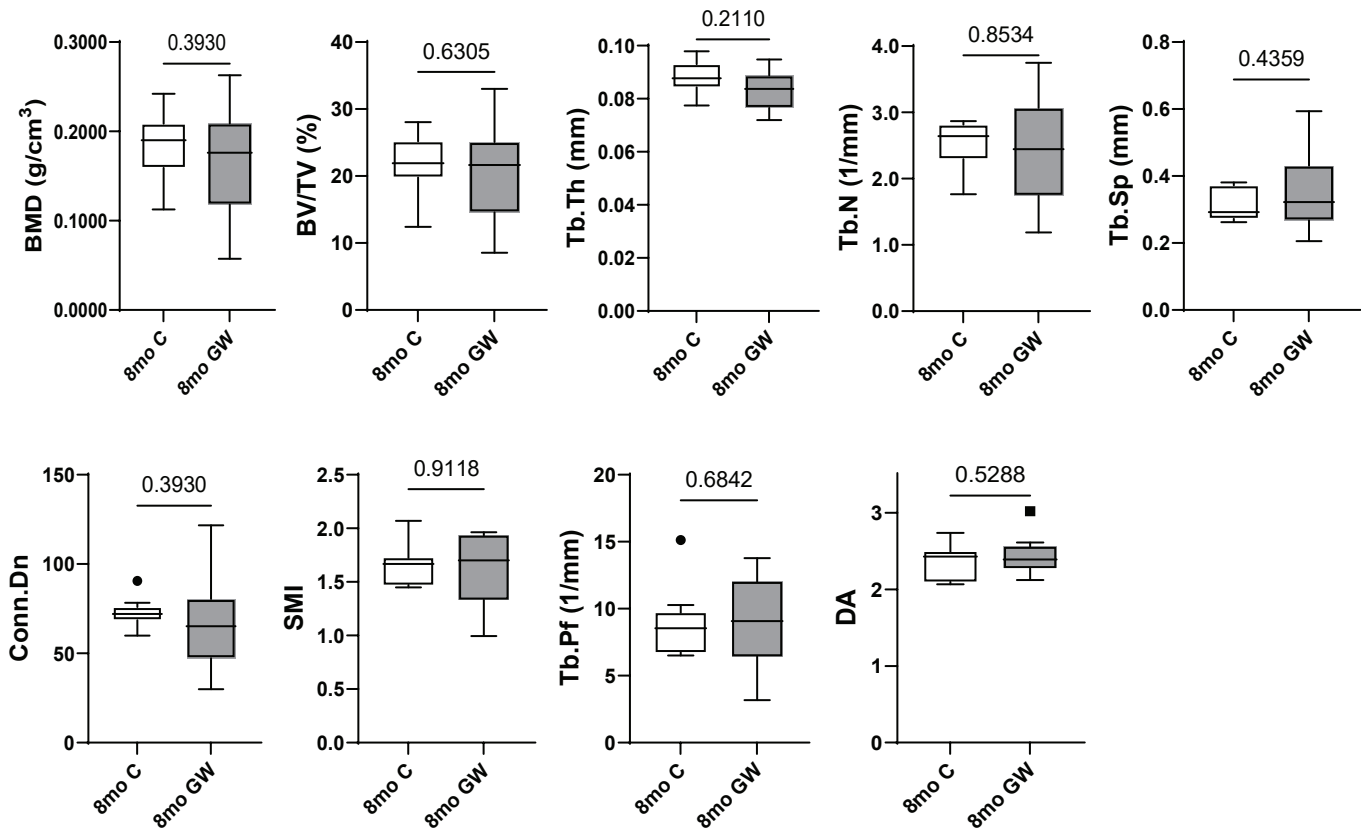 0.3930
0.3000
0.2000
0.1000
0.0000
BMD (g/cm³)
8mo C
8mo GW
0.6305
40
30
20
10
0
BV/TV (%)
8mo C
8mo GW
0.2110
0.10
0.08
0.06
0.04
0.02
0.00
Tb.Th (mm)
8mo C
8mo GW
0.8534
4.0
3.0
2.0
1.0
0.0
Tb.N (1/mm)
8mo C
8mo GW
0.4359
0.8
0.6
0.4
0.2
0.0
Tb.Sp (mm)
8mo C
8mo GW
0.3930
150
100
50
0
Conn.Dn
8mo C
8mo GW
0.9118
2.5
2.0
1.5
1.0
0.5
0.0
SMI
8mo C
8mo GW
0.6842
20
15
10
5
0
Tb.Pf (1/mm)
8mo C
8mo GW
0.5288
3
2
1
0
DA
8mo C
8mo GW